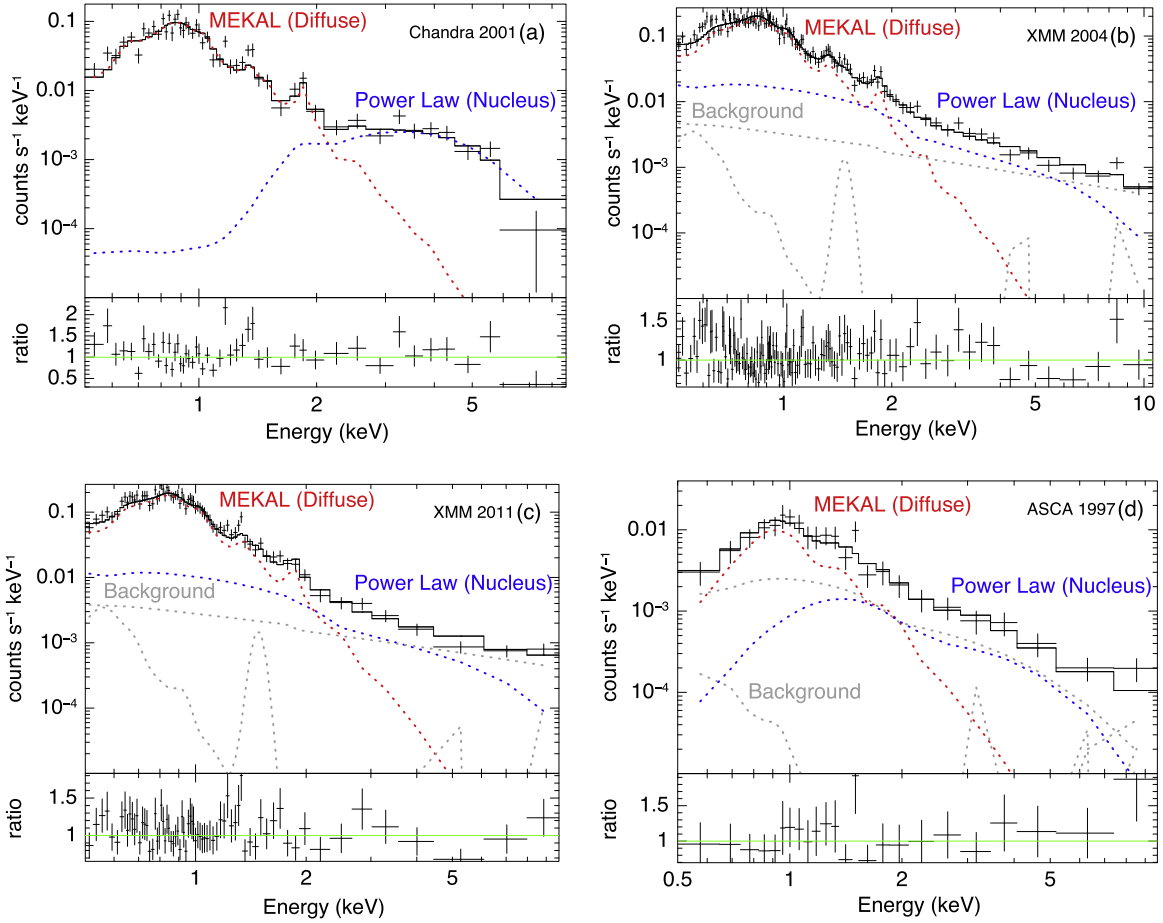 MEKAL (Diffuse)
Chandra 2001 (a)
Power Law (Nucleus)
counts s⁻¹ keV⁻¹
0.1
0.01
10⁻³
10⁻⁴
ratio
2
1.5
1
0.5
1
2
5
Energy (keV)
MEKAL (Diffuse)
XMM 2004 (b)
Power Law (Nucleus)
Background
counts s⁻¹ keV⁻¹
0.1
0.01
10⁻³
10⁻⁴
ratio
1.5
1
1
2
5
10
Energy (keV)
MEKAL (Diffuse)
XMM 2011 (c)
Power Law (Nucleus)
Background
counts s⁻¹ keV⁻¹
0.1
0.01
10⁻³
10⁻⁴
ratio
1.5
1
1
2
5
Energy (keV)
MEKAL (Diffuse)
ASCA 1997 (d)
Power Law (Nucleus)
Background
counts s⁻¹ keV⁻¹
0.01
10⁻³
10⁻⁴
ratio
1.5
1
0.5
1
2
5
Energy (keV)